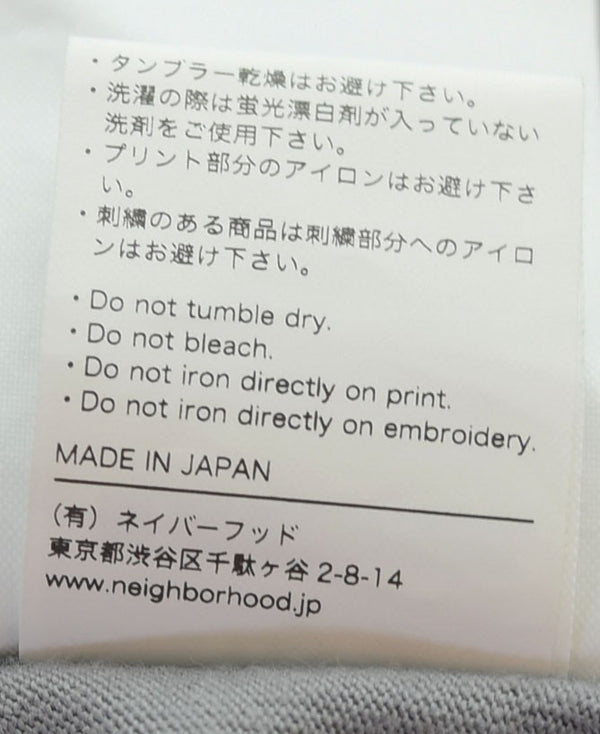 ・タンブラー乾燥はお避け下さい。
・洗濯の際は蛍光漂白剤が入っていない
洗剤をご使用下さい。
・プリント部分のアイロンはお避け下さ
い。
・刺繍のある商品は刺繍部分へのアイロ
ンはお避け下さい。
・Do not tumble dry.
・Do not bleach.
・Do not iron directly on print.
・Do not iron directly on embroidery.
MADE IN JAPAN
（有）ネイバーフッド
東京都渋谷区千駄ヶ谷 2-8-14
www.neighborhood.jp